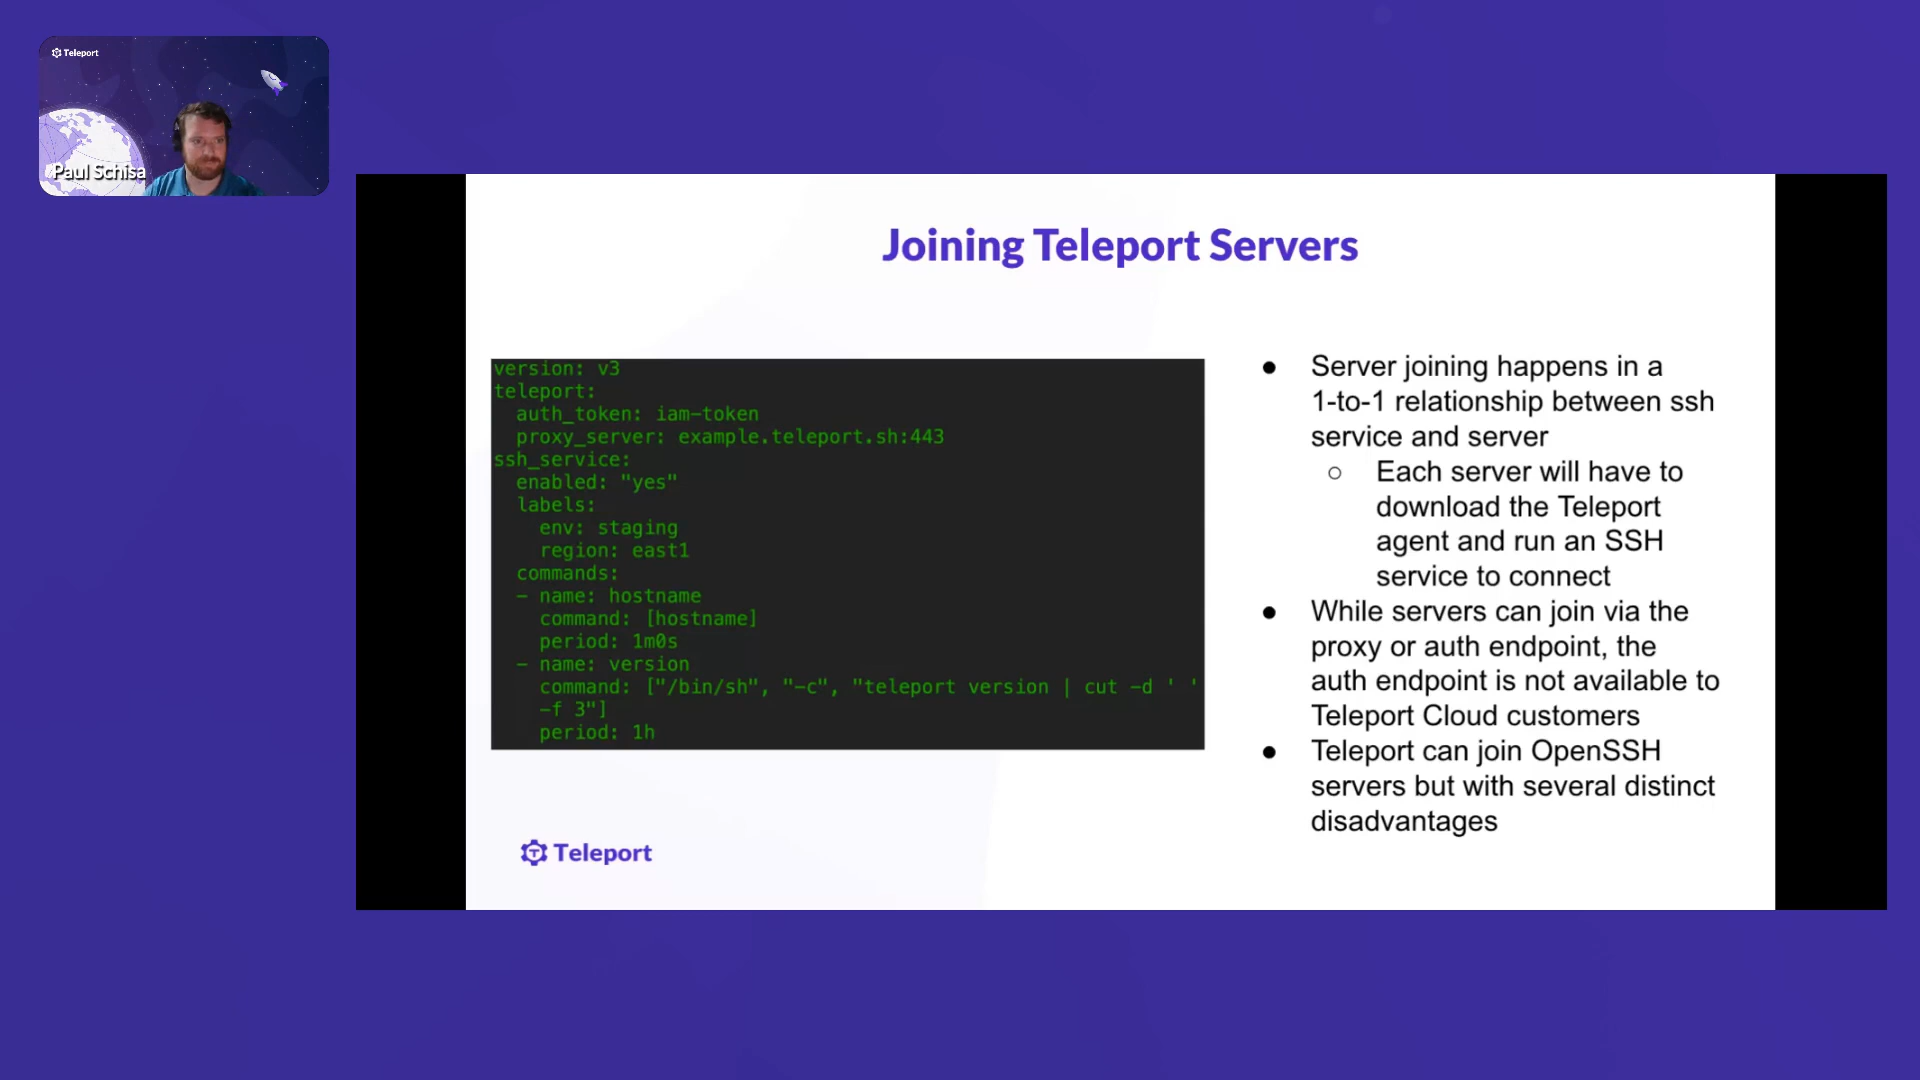 Teleport
Paul Schisa
Joining Teleport Servers
version: v3
teleport:
  auth_token: iam-token
  proxy_server: example.teleport.sh:443
ssh_service:
  enabled: "yes"
  labels:
    env: staging
    region: east1
  commands:
  - name: hostname
    command: [hostname]
    period: 1m0s
  - name: version
    command: ["/bin/sh", "-c", "teleport version | cut -d ' '
    -f 3"]
    period: 1h
● Server joining happens in a
1-to-1 relationship between ssh
service and server
○ Each server will have to
download the Teleport
agent and run an SSH
service to connect
● While servers can join via the
proxy or auth endpoint, the
auth endpoint is not available to
Teleport Cloud customers
● Teleport can join OpenSSH
servers but with several distinct
disadvantages
Teleport